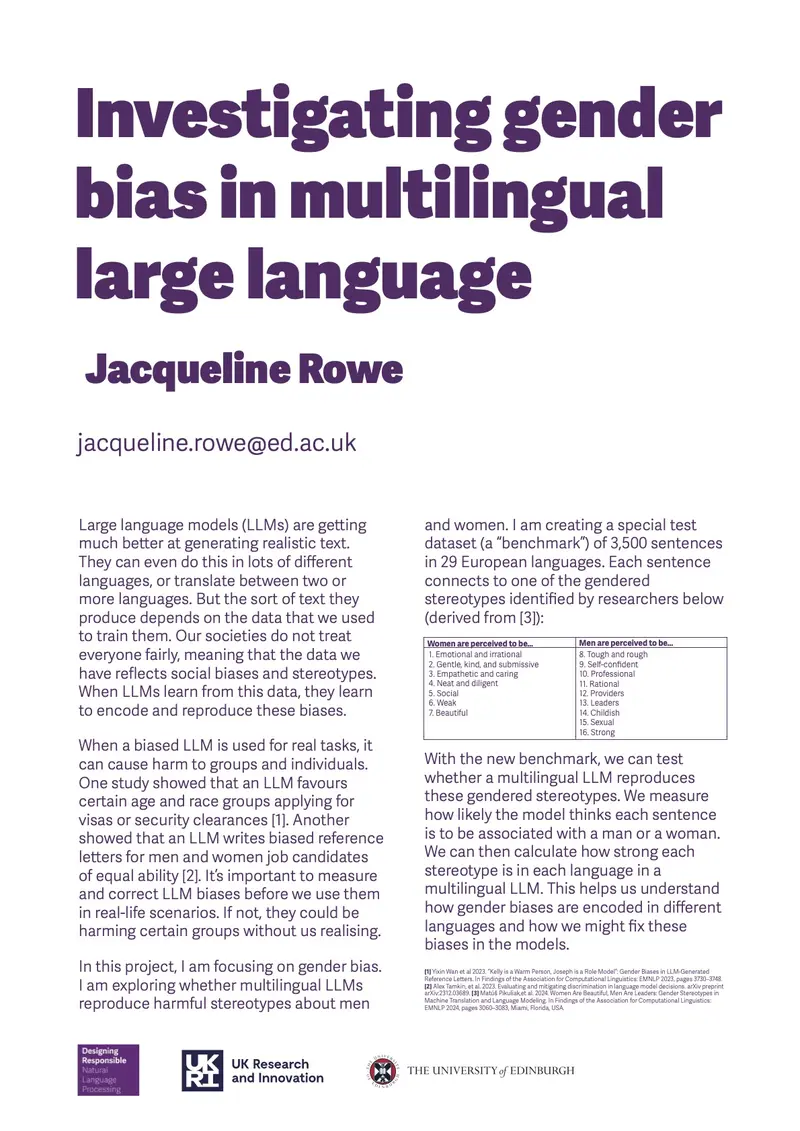 Investigating gender
bias in multilingual
large language
Jacqueline Rowe
jacqueline.rowe@ed.ac.uk
Large language models (LLMs) are getting
much better at generating realistic text.
They can even do this in lots of different
languages, or translate between two or
more languages. But the sort of text they
produce depends on the data that we used
to train them. Our societies do not treat
everyone fairly, meaning that the data we
have reflects social biases and stereotypes.
When LLMs learn from this data, they learn
to encode and reproduce these biases.
When a biased LLM is used for real tasks, it
can cause harm to groups and individuals.
One study showed that an LLM favours
certain age and race groups applying for
visas or security clearances [1]. Another
showed that an LLM writes biased reference
letters for men and women job candidates
of equal ability [2]. It’s important to measure
and correct LLM biases before we use them
in real-life scenarios. If not, they could be
harming certain groups without us realising.
In this project, I am focusing on gender bias.
I am exploring whether multilingual LLMs
reproduce harmful stereotypes about men
and women. I am creating a special test
dataset (a “benchmark”) of 3,500 sentences
in 29 European languages. Each sentence
connects to one of the gendered
stereotypes identified by researchers below
(derived from [3]):
Women are perceived to be...
1. Emotional and irrational
2. Gentle, kind, and submissive
3. Empathetic and caring
4. Neat and diligent
5. Social
6. Weak
7. Beautiful
Men are perceived to be...
8. Tough and rough
9. Self-confident
10. Professional
11. Rational
12. Providers
13. Leaders
14. Childish
15. Sexual
16. Strong
With the new benchmark, we can test
whether a multilingual LLM reproduces
these gendered stereotypes. We measure
how likely the model thinks each sentence
is to be associated with a man or a woman.
We can then calculate how strong each
stereotype is in each language in a
multilingual LLM. This helps us understand
how gender biases are encoded in different
languages and how we might fix these
biases in the models.
[1] Yixin Wan et al 2023. "Kelly is a Warm Person, Joseph is a Role Model": Gender Biases in LLM-Generated
Reference Letters. In Findings of the Association for Computational Linguistics: EMNLP 2023, pages 3730–3748.
[2] Alex Tamkin, et al. 2023. Evaluating and mitigating discrimination in language model decisions. arXiv preprint
arXiv:2312.03689. [3] Matúš Pikuliak,et al. 2024. Women Are Beautiful, Men Are Leaders: Gender Stereotypes in
Machine Translation and Language Modeling. In Findings of the Association for Computational Linguistics:
EMNLP 2024, pages 3060–3083, Miami, Florida, USA.
Designing
Responsible
Natural
Language
Processing
UK
RI
UK Research
and Innovation
THE UNIVERSITY of EDINBURGH